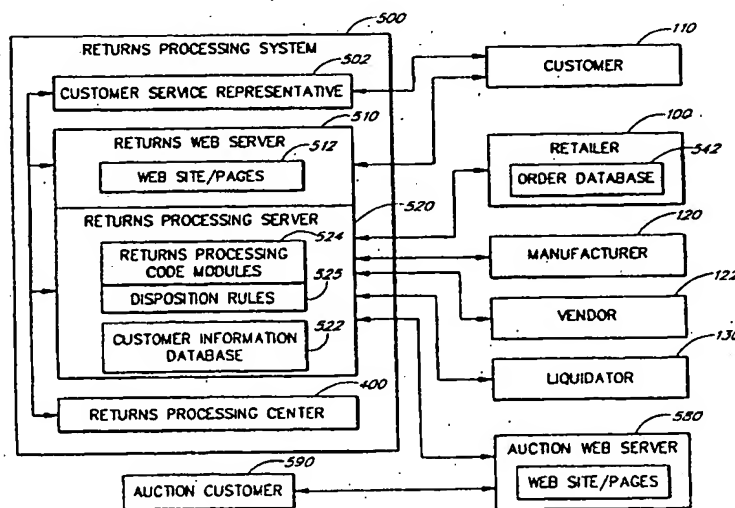 500
RETURNS PROCESSING SYSTEM
502
CUSTOMER SERVICE REPRESENTATIVE
510
RETURNS WEB SERVER
512
WEB SITE/PAGES
RETURNS PROCESSING SERVER
520
524
RETURNS PROCESSING
CODE MODULES
525
DISPOSITION RULES
522
CUSTOMER INFORMATION
DATABASE
400
RETURNS PROCESSING CENTER
590
AUCTION CUSTOMER
110
CUSTOMER
100
RETAILER
542
ORDER DATABASE
120
MANUFACTURER
122
VENDOR
130
LIQUIDATOR
580
AUCTION WEB SERVER
WEB SITE/PAGES